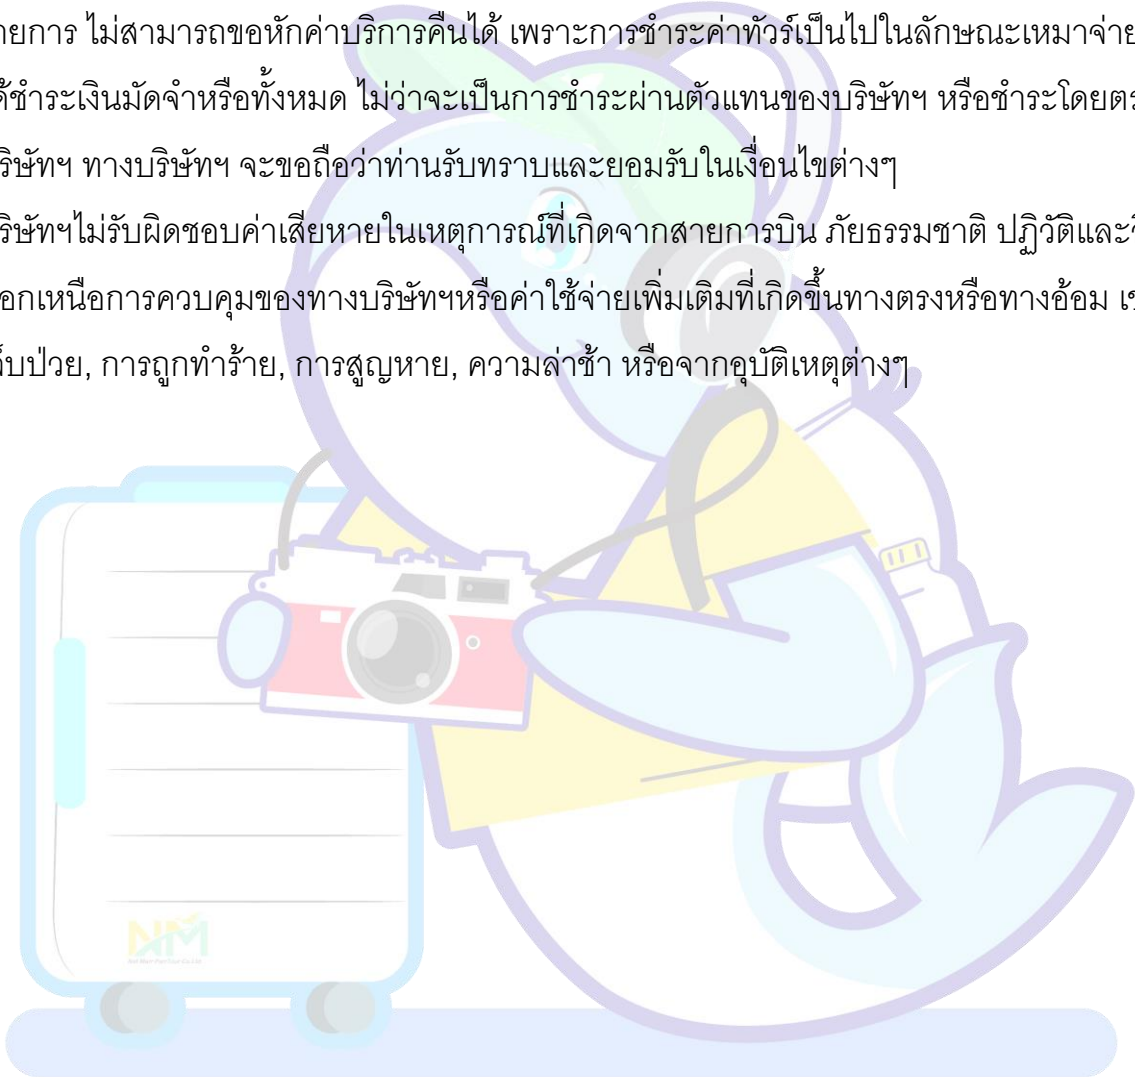 ายการ ไม่สามารถขอหักค่าบริการคืนได้ เพราะการชำระค่าทัวร์เป็นไปในลักษณะเหมาจ่าย
ด้ชำระเงินมัดจำหรือทั้งหมด ไม่ว่าจะเป็นการชำระผ่านตัวแทนของบริษัทฯ หรือชำระโดยตร
ริษัทฯ ทางบริษัทฯ จะขอถือว่าท่านรับทราบและยอมรับในเงื่อนไขต่างๆ
ริษัทฯไม่รับผิดชอบค่าเสียหายในเหตุการณ์ที่เกิดจากสายการบิน ภัยธรรมชาติ ปฏิวัติและ
อกเหนือการควบคุมของทางบริษัทฯหรือค่าใช้จ่ายเพิ่มเติมที่เกิดขึ้นทางตรงหรือทางอ้อม เ
จ็บป่วย, การถูกทำร้าย, การสูญหาย, ความล่าช้า หรือจากอุบัติเหตุต่างๆ
NM